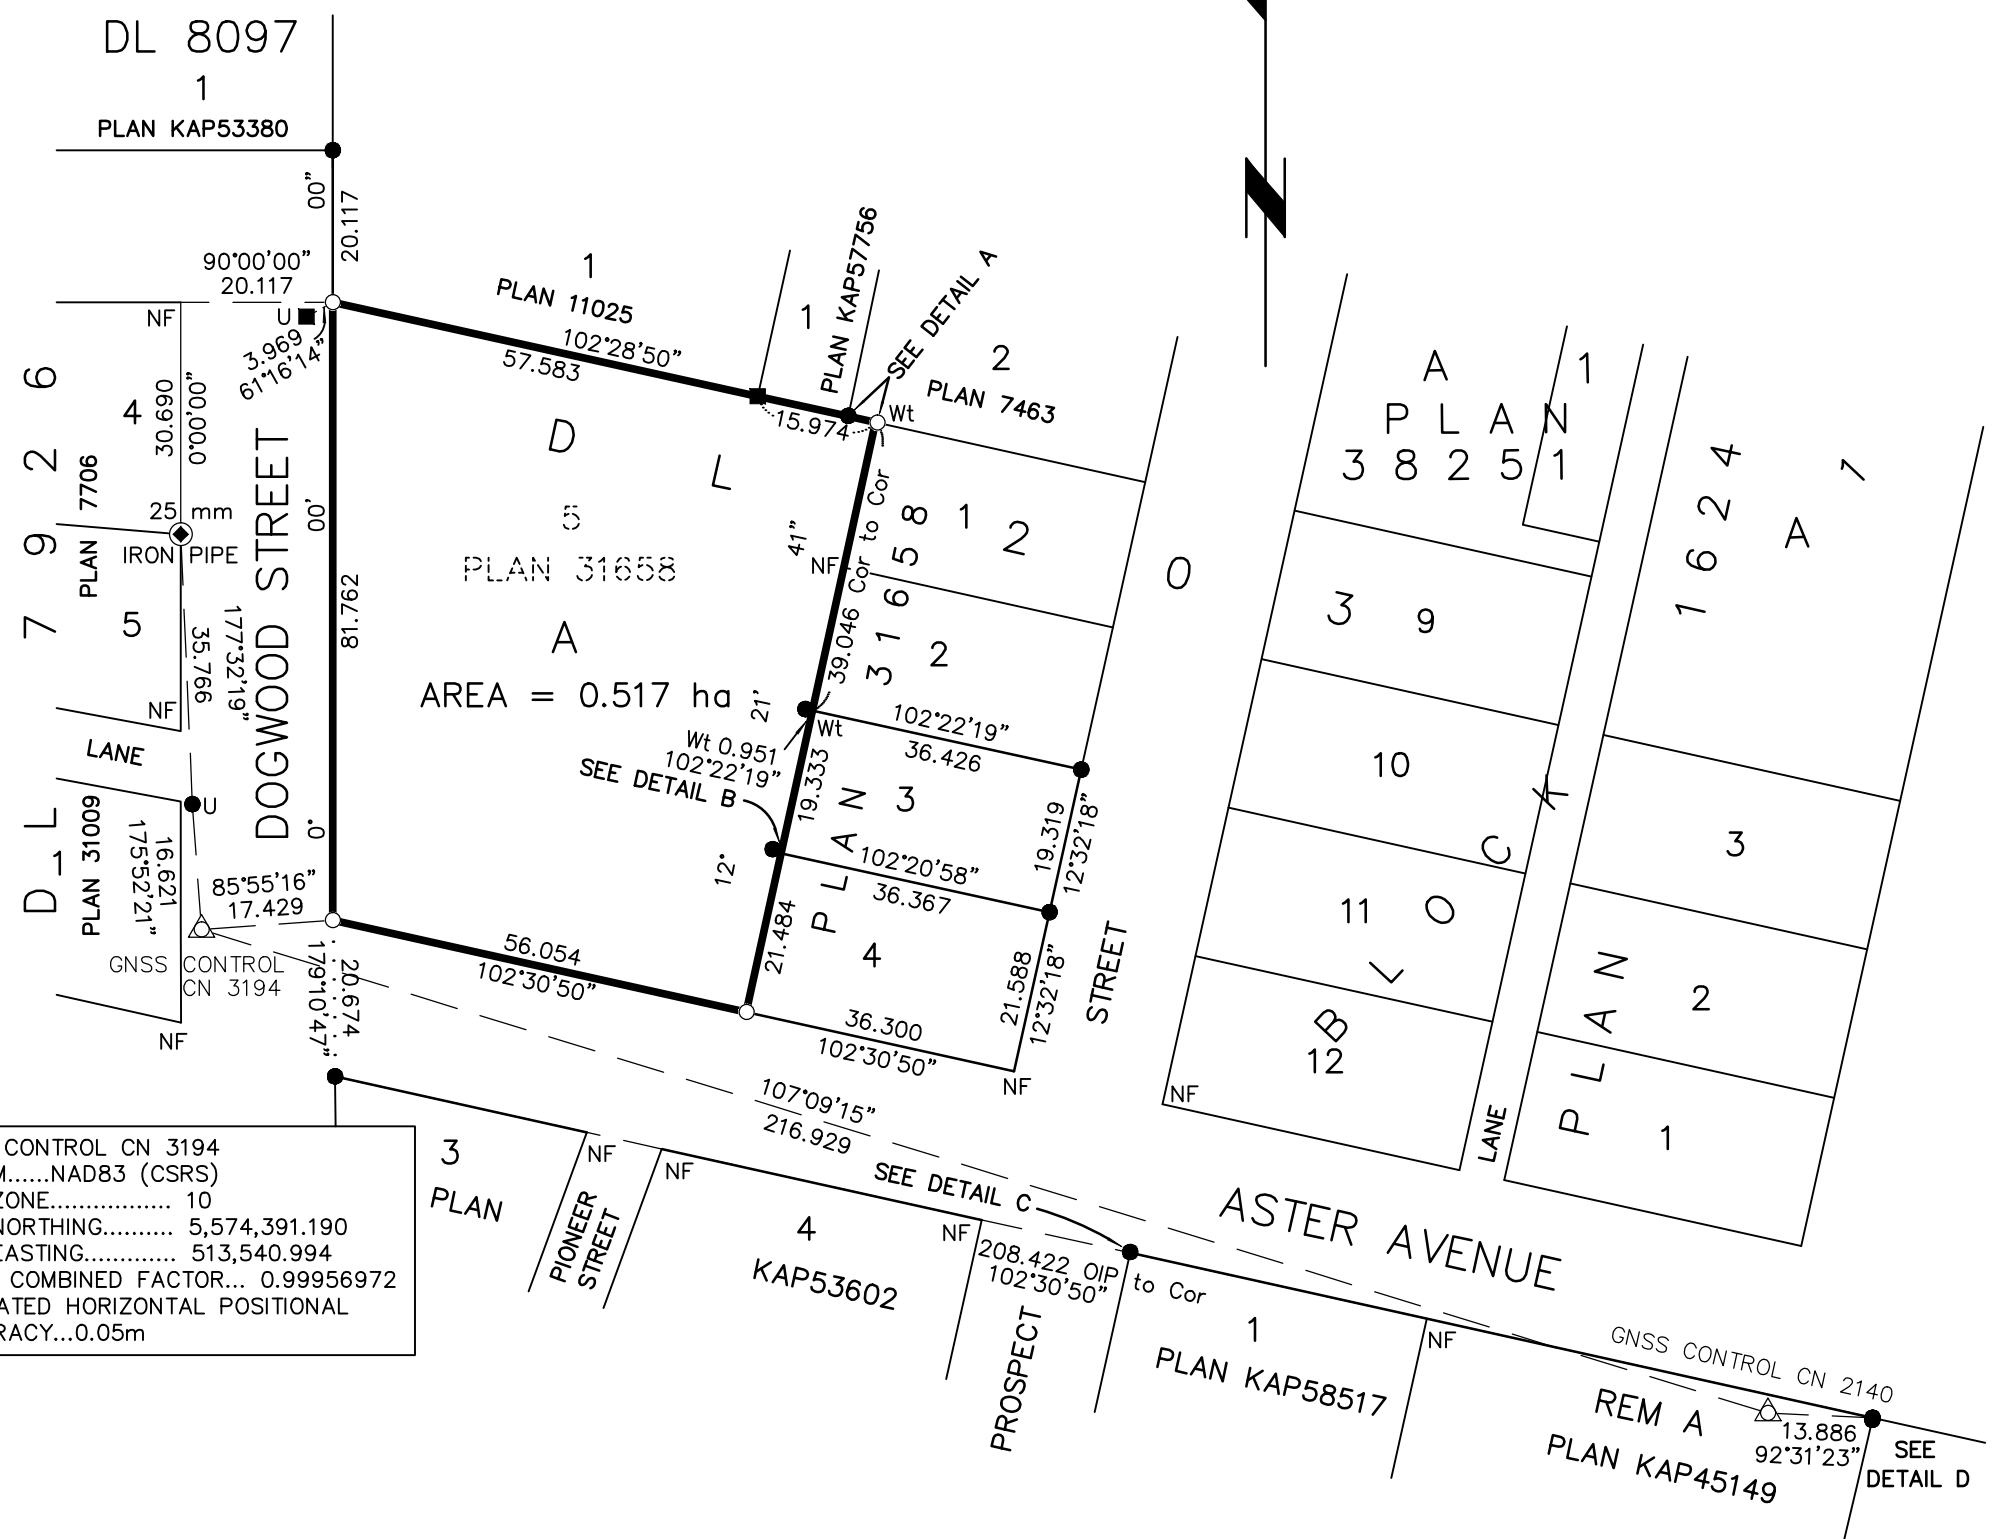 DL 8097
1
PLAN KAP53380
00"
20.117
90°00'00"
20.117
NF
U
3.969
61°16'14"
1
PLAN 11025
102°28'50"
57.583
1
PLAN KAP57756
SEE DETAIL A
15.974
Wt
2
PLAN 7463
N
D L 7 9 2 6
4
30.690
0°00'00"
PLAN 7706
25 mm
IRON PIPE
5
35.766
177°32'19"
NF
LANE
U
1
PLAN 31009
16.621
175°52'21"
85°55'16"
17.429
GNSS CONTROL
CN 3194
NF
DOGWOOD STREET
00'
81.762
0°
D L
5
PLAN 31658
A
AREA = 0.517 ha
41"
21'
12°
NF
39.046 Cor to Cor
Wt
Wt 0.951
102°22'19"
SEE DETAIL B
19.333
21.484
56.054
102°30'50"
20.674
179°10'47"
PLAN 31658
1
2
2
102°22'19"
36.426
3
19.319
12°32'18"
102°20'58"
36.367
4
21.588
12°32'18"
36.300
102°30'50"
NF
0
STREET
A
PLAN
38251
1
3
9
10
11
12
NF
BLOCK
LANE
PLAN 1624
1
A
3
2
1
107°09'15"
216.929
SEE DETAIL C
ASTER AVENUE
3
PLAN
NF
PIONEER
STREET
NF
4
KAP53602
NF
208.422 OIP to Cor
102°30'50"
PROSPECT
1
PLAN KAP58517
NF
GNSS CONTROL CN 2140
REM A
PLAN KAP45149
13.886
92°31'23"
SEE
DETAIL D
CONTROL CN 3194
M......NAD83 (CSRS)
ZONE................. 10
NORTHING.......... 5,574,391.190
EASTING............. 513,540.994
COMBINED FACTOR... 0.99956972
ATED HORIZONTAL POSITIONAL
RACY...0.05m